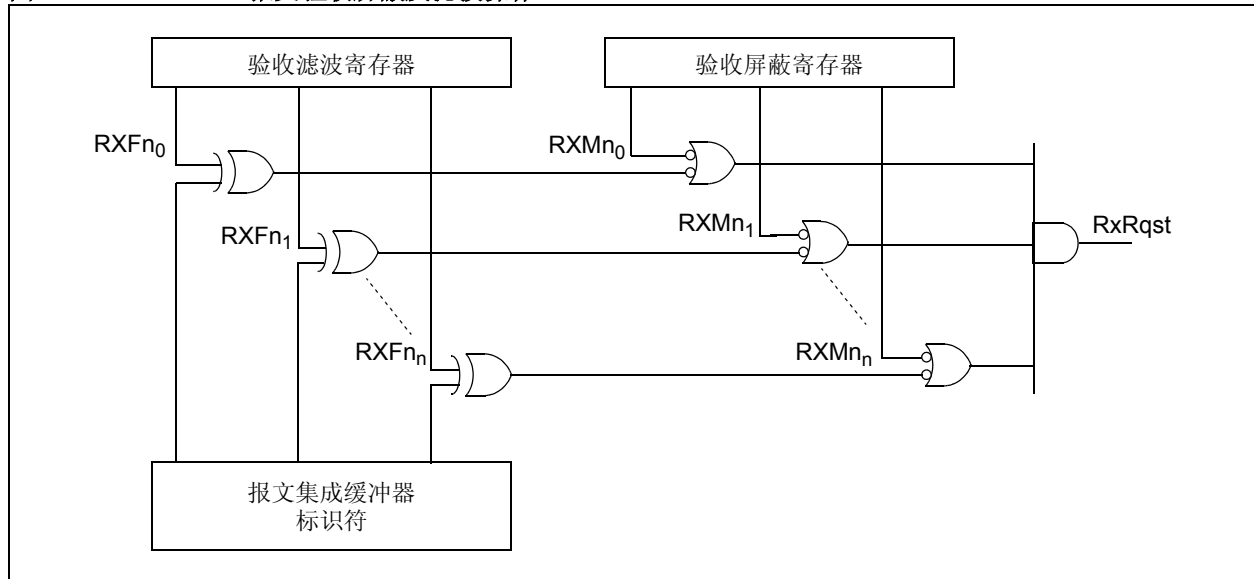 验收滤波寄存器
验收屏蔽寄存器
RXFn0
RXMn0
RXFn1
RXMn1
RxRqst
RXFnn
RXMnn
报文集成缓冲器
标识符